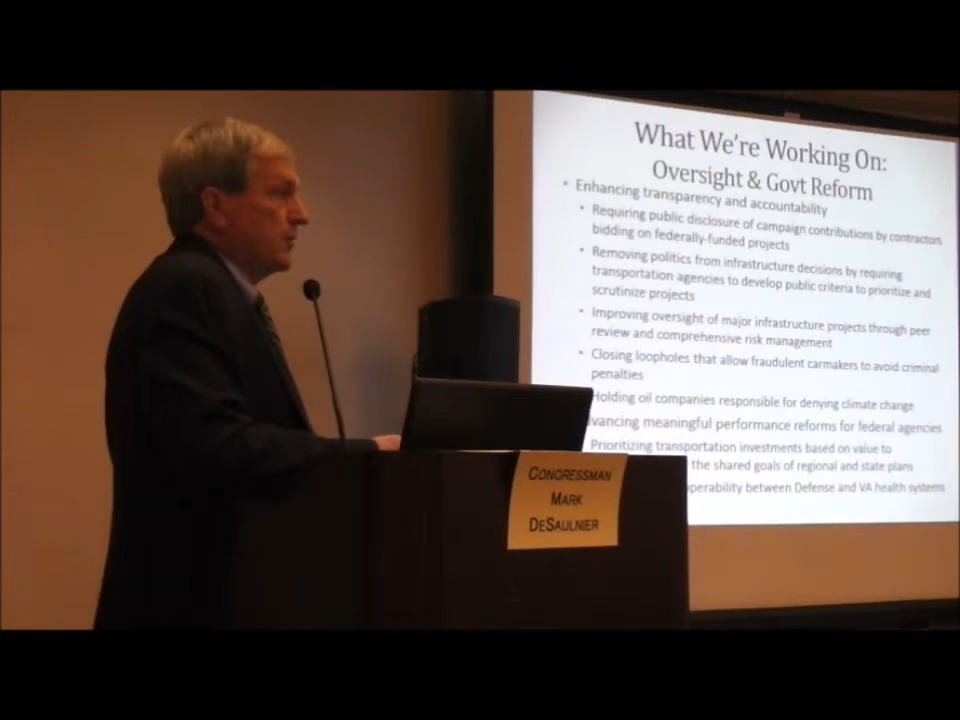 What We're Working On:
Oversight & Govt Reform
• Enhancing transparency and accountability
• Requiring public disclosure of campaign contributions by contractors
bidding on federally-funded projects
• Removing politics from infrastructure decisions by requiring
transportation agencies to develop public criteria to prioritize and
scrutinize projects
• Improving oversight of major infrastructure projects through peer
review and comprehensive risk management
• Closing loopholes that allow fraudulent carmakers to avoid criminal
penalties
Holding oil companies responsible for denying climate change
vancing meaningful performance reforms for federal agencies
Prioritizing transportation investments based on value to
the shared goals of regional and state plans
perability between Defense and VA health systems
CONGRESSMAN
MARK
DESAULNIER